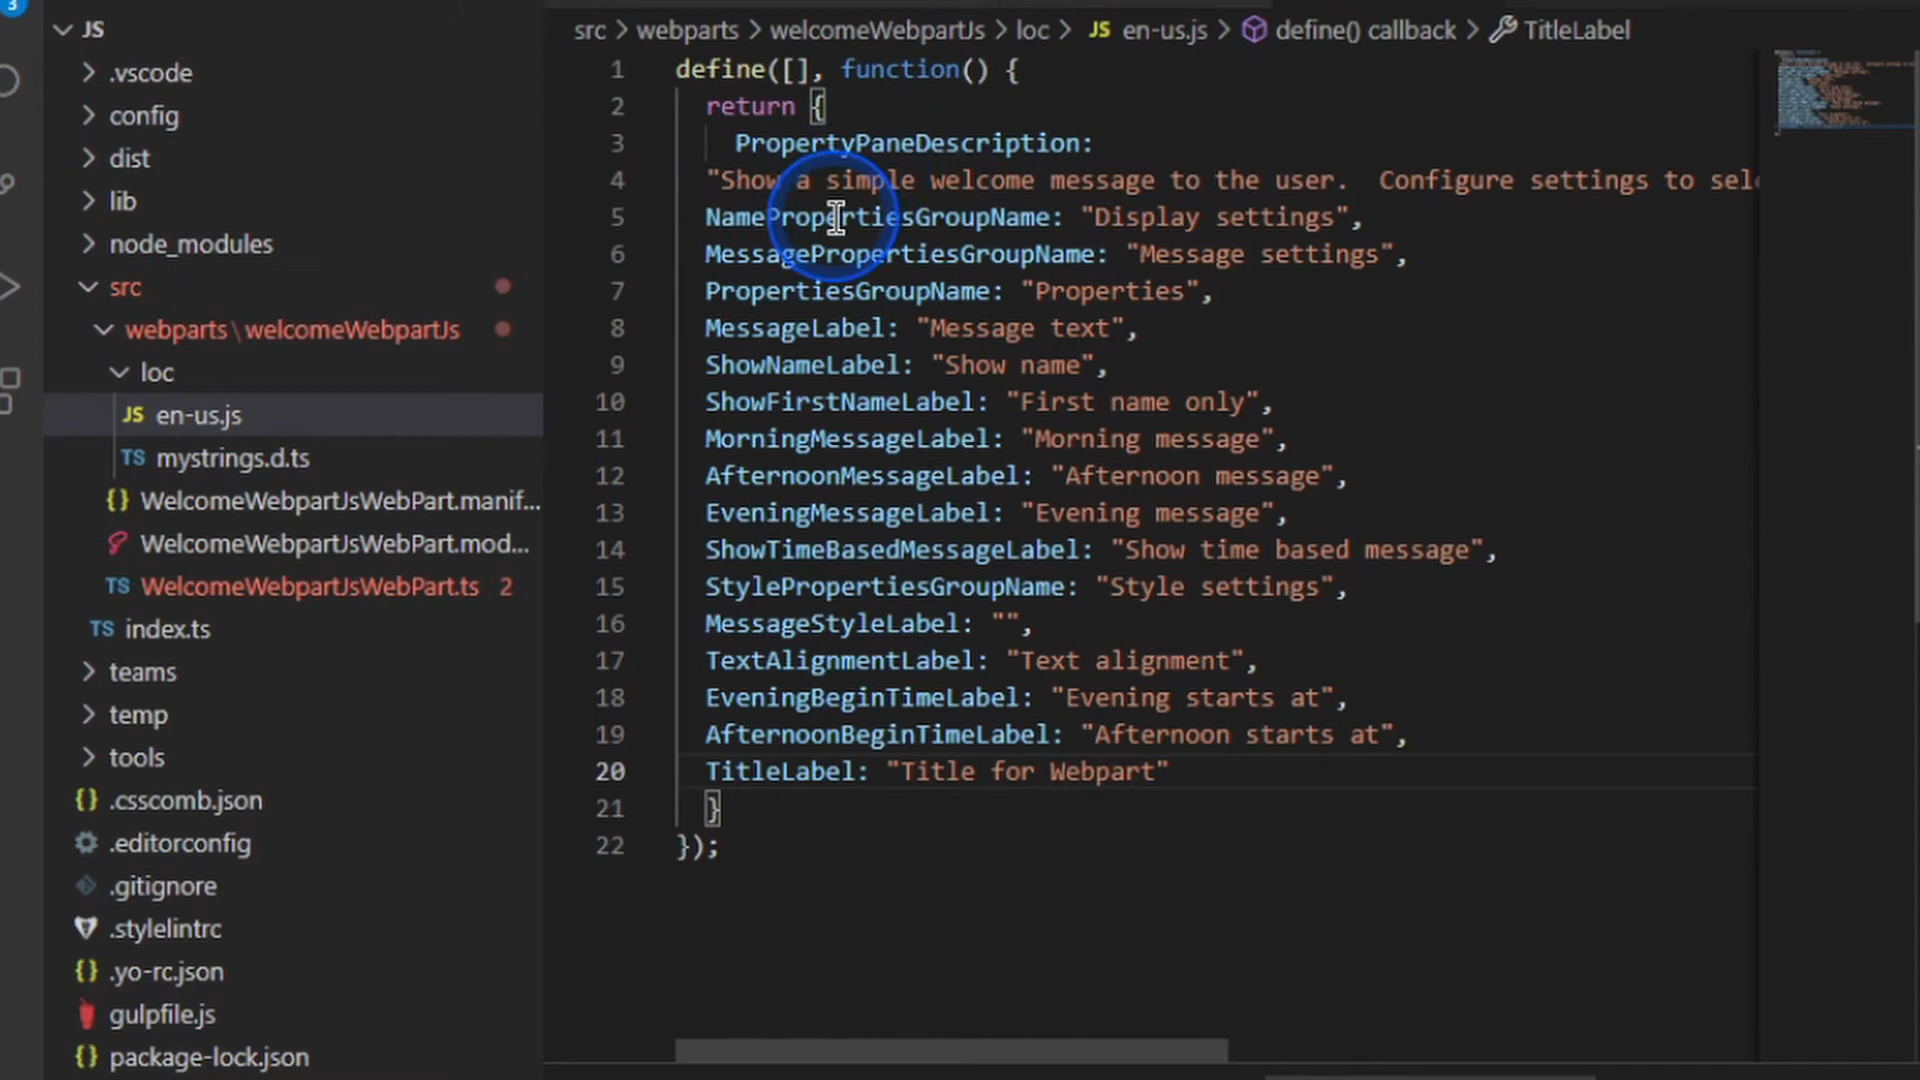 3
JS
.vscode
config
dist
lib
node_modules
src
webparts\welcomeWebpartJs
loc
JS en-us.js
TS mystrings.d.ts
{} WelcomeWebpartJsWebPart.manif...
WelcomeWebpartJsWebPart.mod...
TS WelcomeWebpartJsWebPart.ts 2
TS index.ts
teams
temp
tools
{} .csscomb.json
.editorconfig
.gitignore
.stylelintrc
{} .yo-rc.json
gulpfile.js
{} package-lock.json
src > webparts > welcomeWebpartJs > loc > JS en-us.js > define() callback > TitleLabel
1 define([], function() {
2 return {
3 PropertyPaneDescription:
4 "Show a simple welcome message to the user.  Configure settings to sel
5 NamePropertiesGroupName: "Display settings",
6 MessagePropertiesGroupName: "Message settings",
7 PropertiesGroupName: "Properties",
8 MessageLabel: "Message text",
9 ShowNameLabel: "Show name",
10 ShowFirstNameLabel: "First name only",
11 MorningMessageLabel: "Morning message",
12 AfternoonMessageLabel: "Afternoon message",
13 EveningMessageLabel: "Evening message",
14 ShowTimeBasedMessageLabel: "Show time based message",
15 StylePropertiesGroupName: "Style settings",
16 MessageStyleLabel: "",
17 TextAlignmentLabel: "Text alignment",
18 EveningBeginTimeLabel: "Evening starts at",
19 AfternoonBeginTimeLabel: "Afternoon starts at",
20 TitleLabel: "Title for Webpart"
21 }
22 });